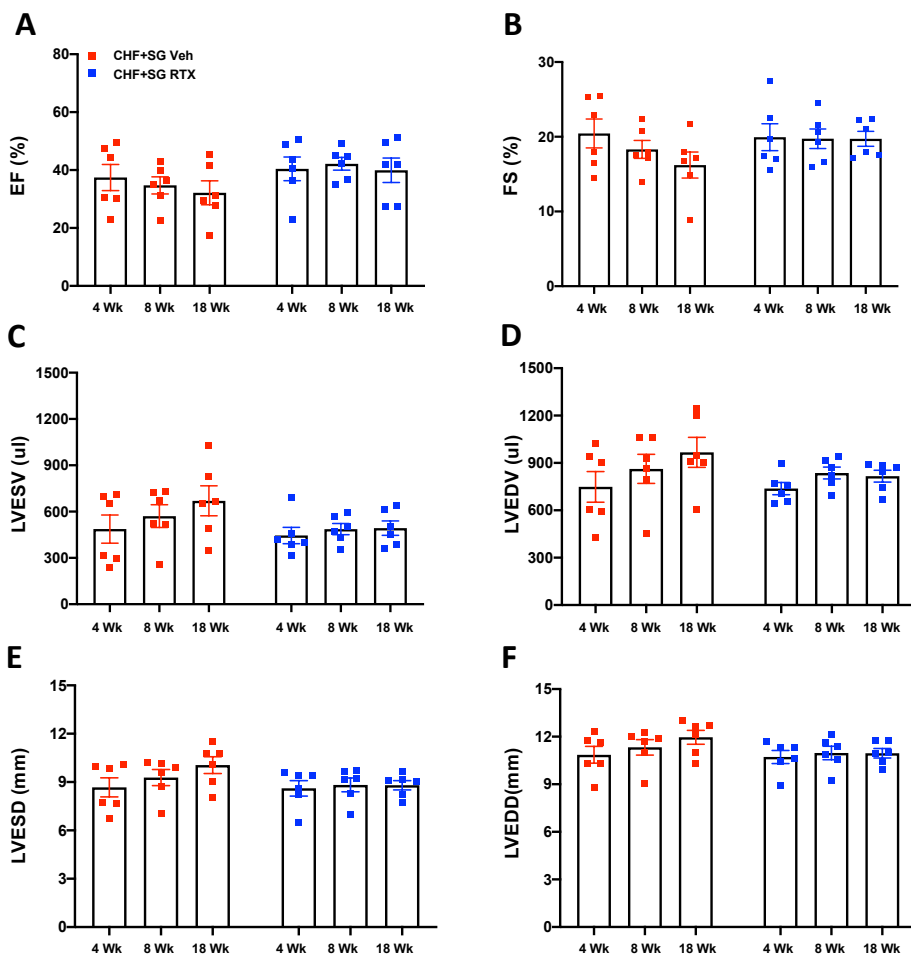 A
B
CHF+SG Veh
CHF+SG RTX
EF (%)
80
60
40
20
0
4 Wk 8 Wk 18 Wk 4 Wk 8 Wk 18 Wk
FS (%)
30
20
10
0
4 Wk 8 Wk 18 Wk 4 Wk 8 Wk 18 Wk
C
D
LVESV (ul)
1500
1200
900
600
300
0
4 Wk 8 Wk 18 Wk 4 Wk 8 Wk 18 Wk
LVEDV (ul)
1500
1200
900
600
300
0
4 Wk 8 Wk 18 Wk 4 Wk 8 Wk 18 Wk
E
F
LVESD (mm)
15
12
9
6
3
0
4 Wk 8 Wk 18 Wk 4 Wk 8 Wk 18 Wk
LVEDD(mm)
15
12
9
6
3
0
4 Wk 8 Wk 18 Wk 4 Wk 8 Wk 18 Wk